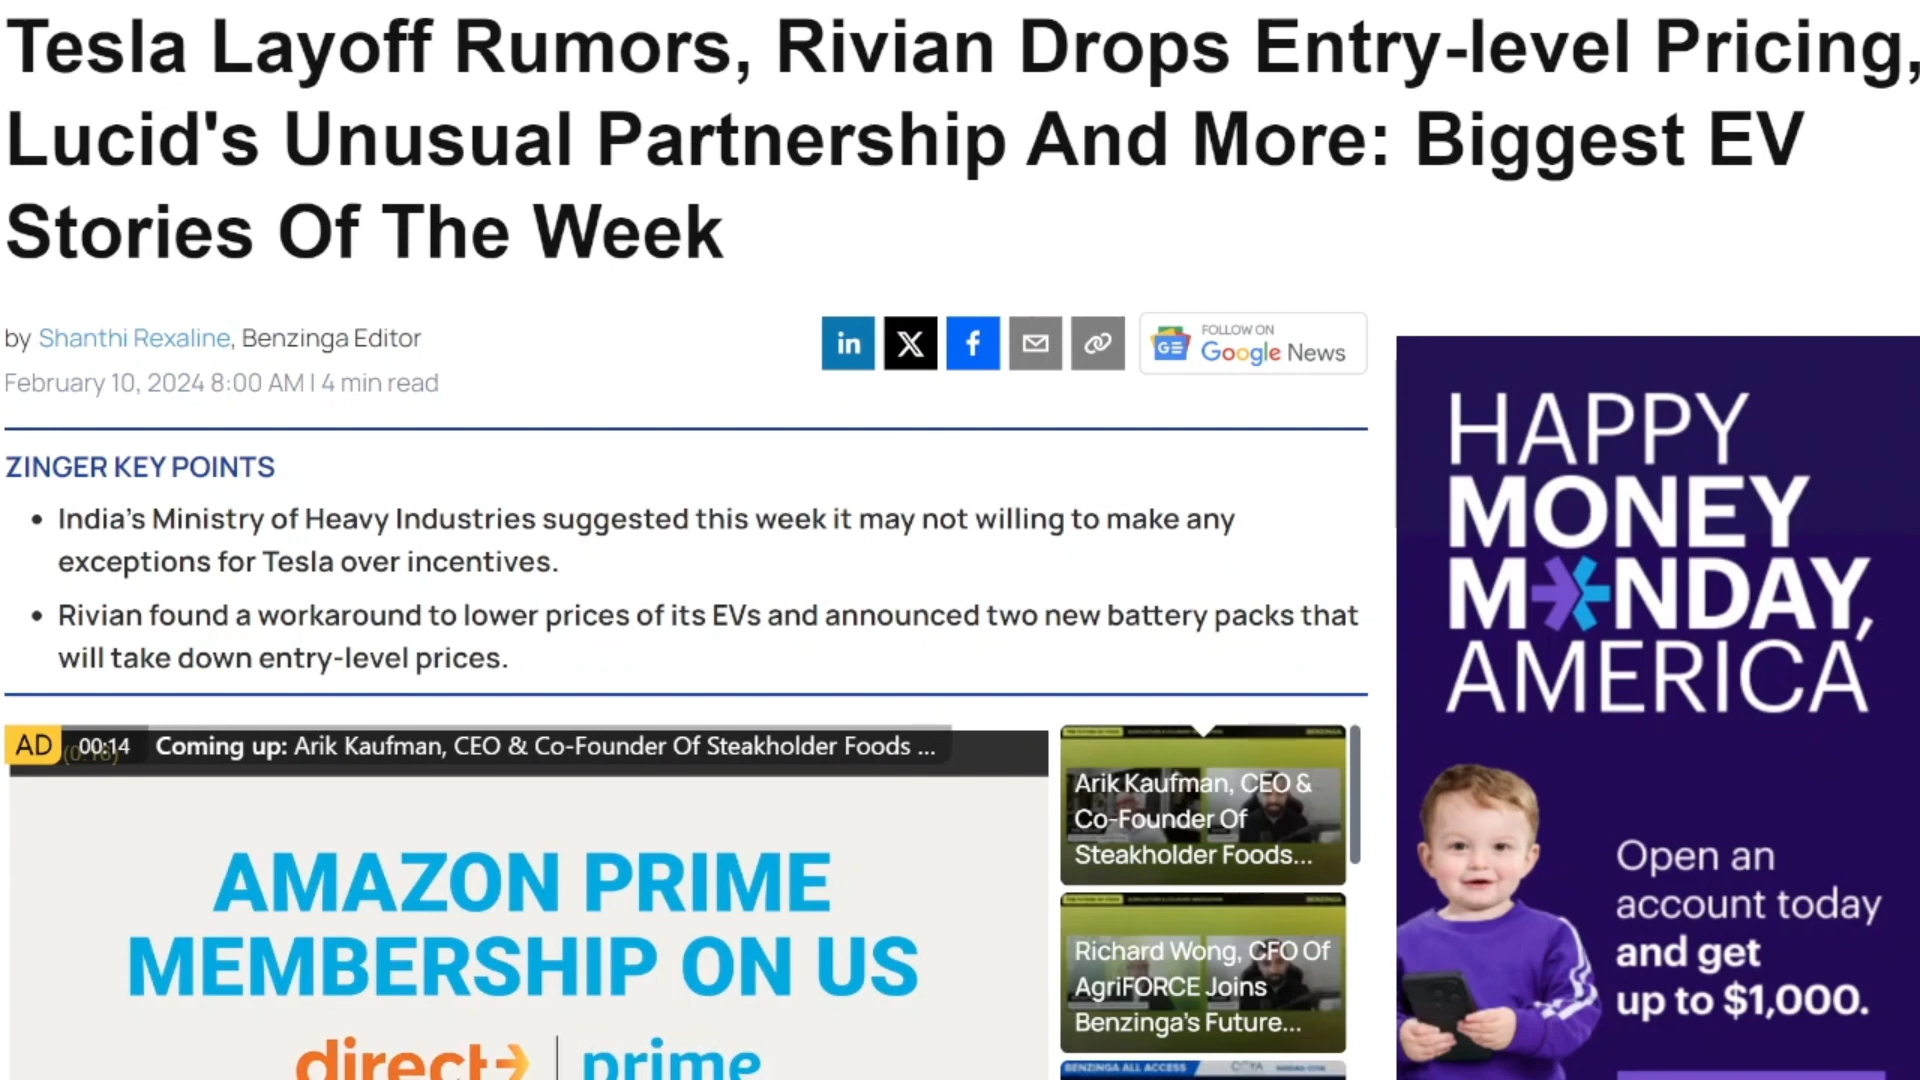 Tesla Layoff Rumors, Rivian Drops Entry-level Pricing,
Lucid's Unusual Partnership And More: Biggest EV
Stories Of The Week
by Shanthi Rexaline, Benzinga Editor
February 10, 2024 8:00 AM | 4 min read
in X f
FOLLOW ON
GE Google News
ZINGER KEY POINTS
• India's Ministry of Heavy Industries suggested this week it may not willing to make any
exceptions for Tesla over incentives.
• Rivian found a workaround to lower prices of its EVs and announced two new battery packs that
will take down entry-level prices.
AD 00:14 Coming up: Arik Kaufman, CEO & Co-Founder Of Steakholder Foods ...
AMAZON PRIME
MEMBERSHIP ON US
direct | prime
Arik Kaufman, CEO &
Co-Founder Of
Steakholder Foods...
Richard Wong, CFO Of
AgriFORCE Joins
Benzinga's Future...
BENZINGA ALL ACCESS
HAPPY
MONEY
M*NDAY,
AMERICA
Open an
account today
and get
up to $1,000.